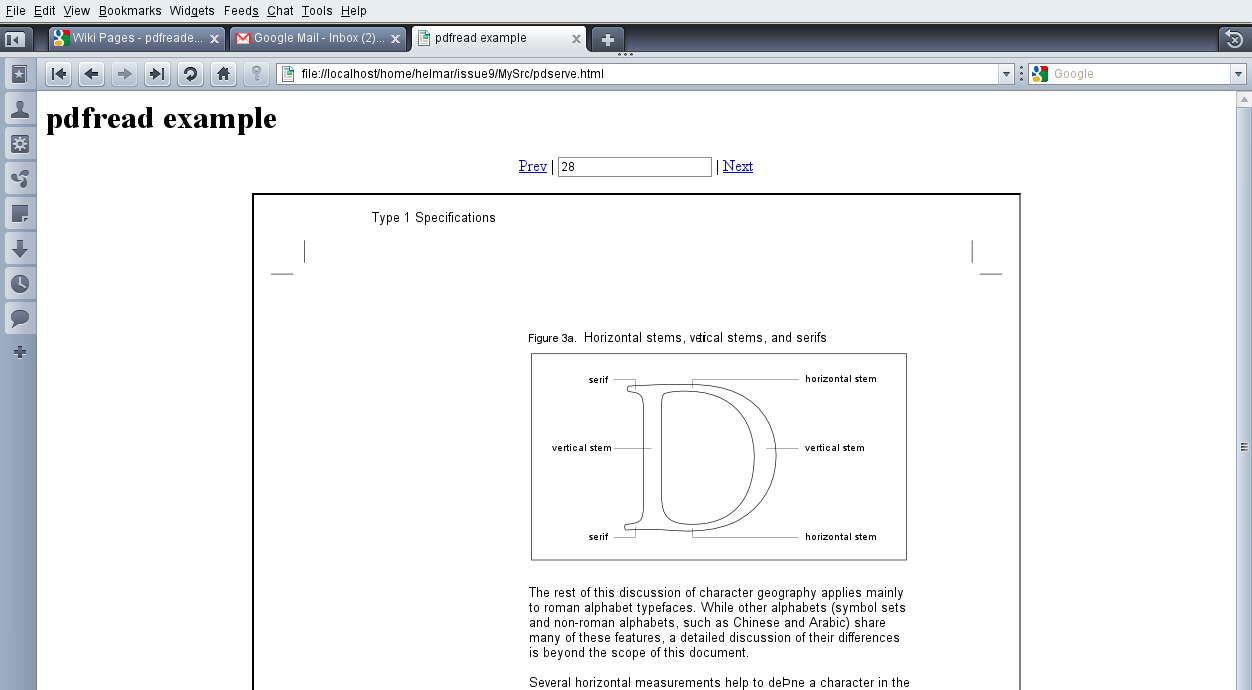 File Edit View Bookmarks Widgets Feeds Chat Tools Help
Wiki Pages - pdfreade... Google Mail - Inbox (2)... pdfread example
file://localhost/home/helmar/issue9/MySrc/pdserve.html Google
pdfread example
Prev | 28 | Next
Type 1 Specifications
Figure 3a. Horizontal stems, vertical stems, and serifs
serif horizontal stem
vertical stem vertical stem
serif horizontal stem
The rest of this discussion of character geography applies mainly
to roman alphabet typefaces. While other alphabets (symbol sets
and non-roman alphabets, such as Chinese and Arabic) share
many of these features, a detailed discussion of their differences
is beyond the scope of this document.
Several horizontal measurements help to deÞne a character in the